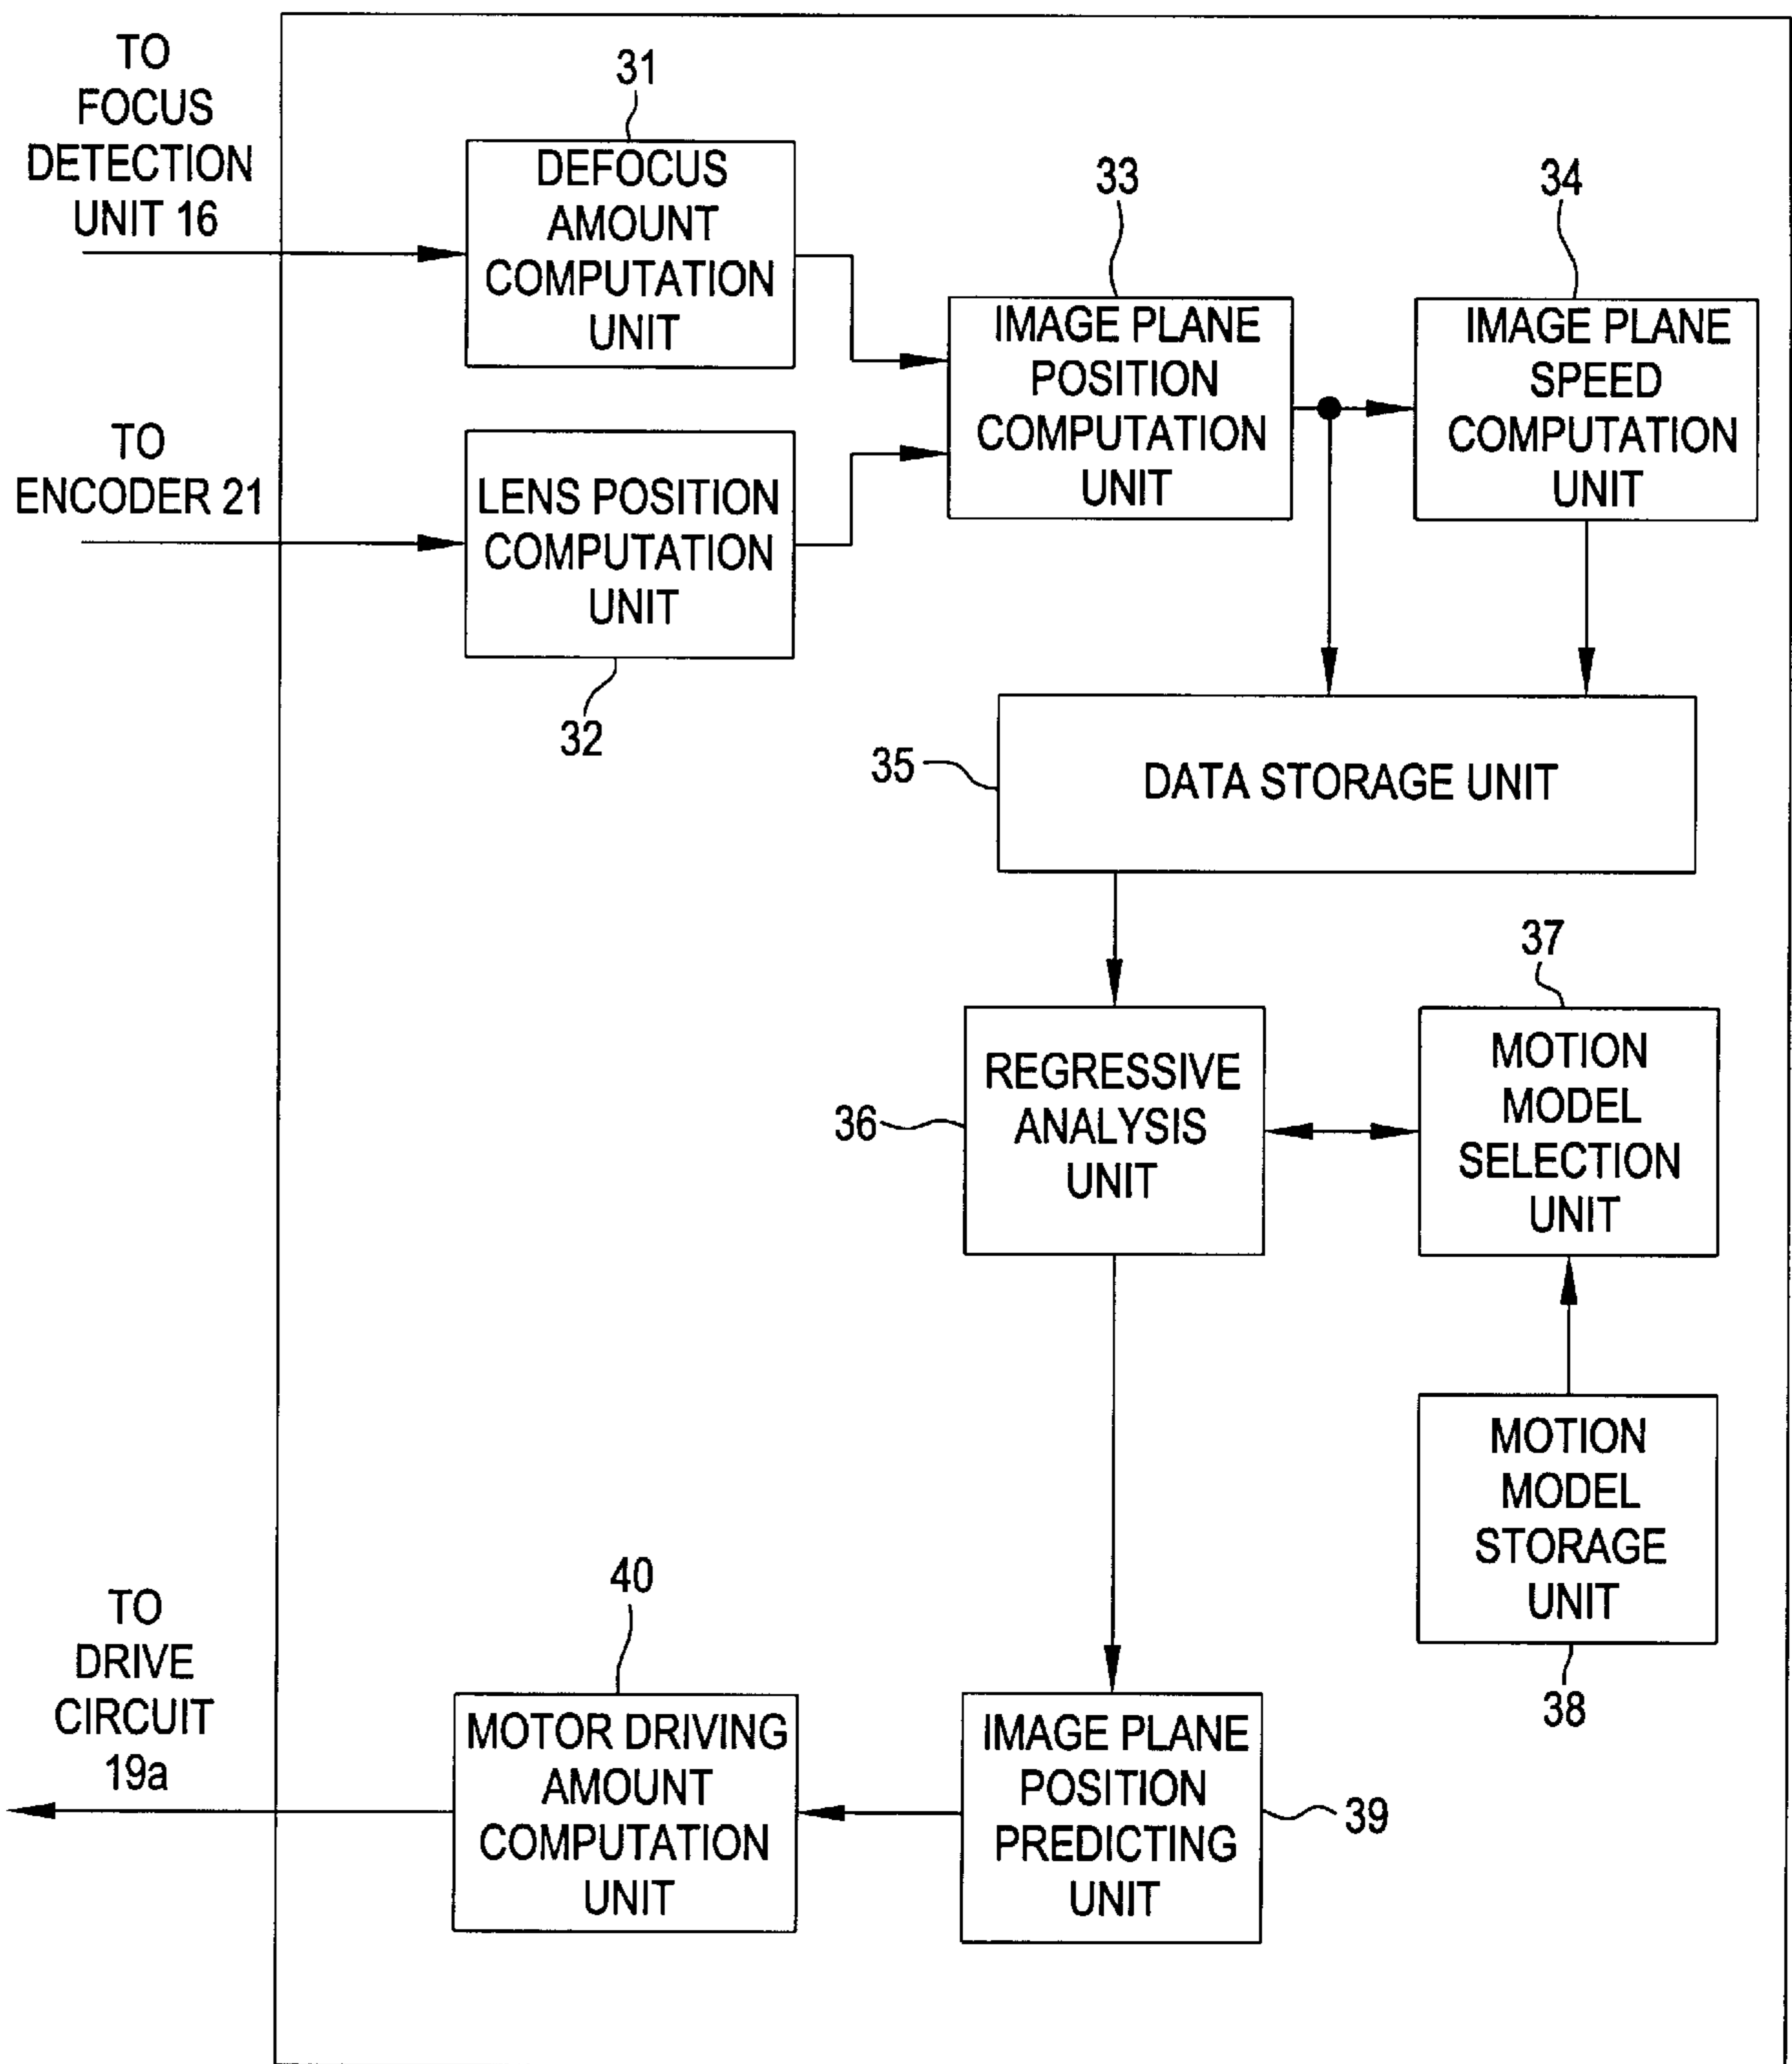 TO
FOCUS
DETECTION
UNIT 16
31
DEFOCUS
AMOUNT
COMPUTATION
UNIT
33
IMAGE PLANE
POSITION
COMPUTATION
UNIT
34
IMAGE PLANE
SPEED
COMPUTATION
UNIT
TO
ENCODER 21
LENS POSITION
COMPUTATION
UNIT
32
35
DATA STORAGE UNIT
36
REGRESSIVE
ANALYSIS
UNIT
37
MOTION
MODEL
SELECTION
UNIT
MOTION
MODEL
STORAGE
UNIT
38
TO
DRIVE
CIRCUIT
19a
40
MOTOR DRIVING
AMOUNT
COMPUTATION
UNIT
IMAGE PLANE
POSITION
PREDICTING
UNIT
39